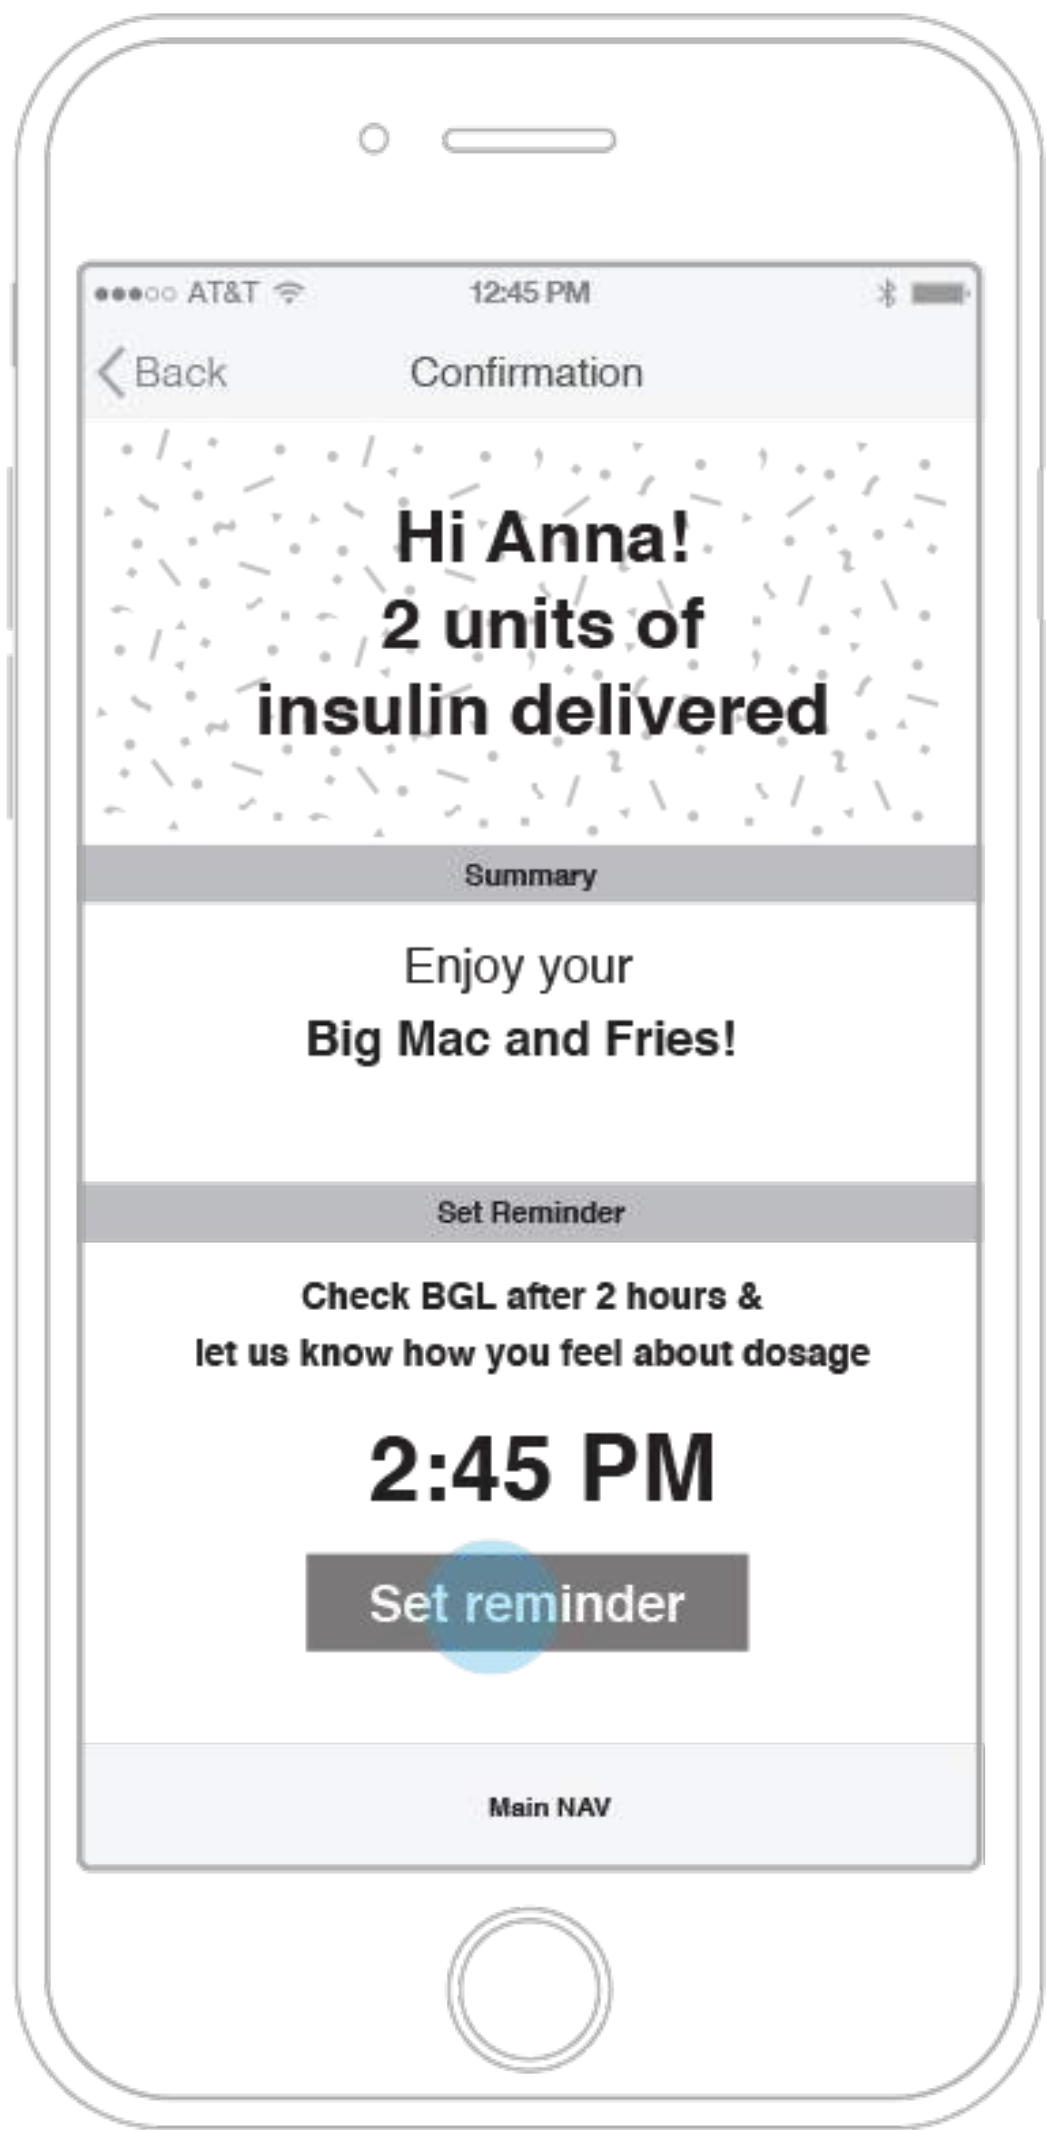 AT&T 12:45 PM
Back Confirmation
Hi Anna!
2 units of
insulin delivered
Summary
Enjoy your
Big Mac and Fries!
Set Reminder
Check BGL after 2 hours &
let us know how you feel about dosage
2:45 PM
Set reminder
Main NAV